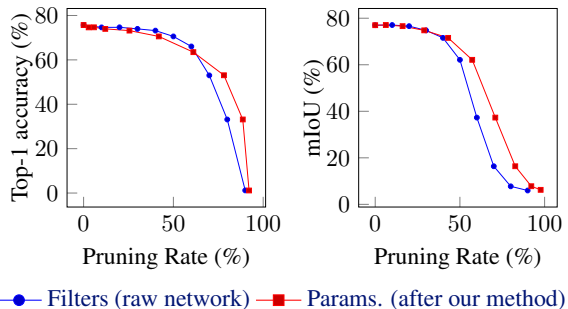 80
60
40
20
0
0
50
100
Top-1 accuracy (%)
Pruning Rate (%)
80
60
40
20
0
0
50
100
mIoU (%)
Pruning Rate (%)
Filters (raw network)
Params. (after our method)